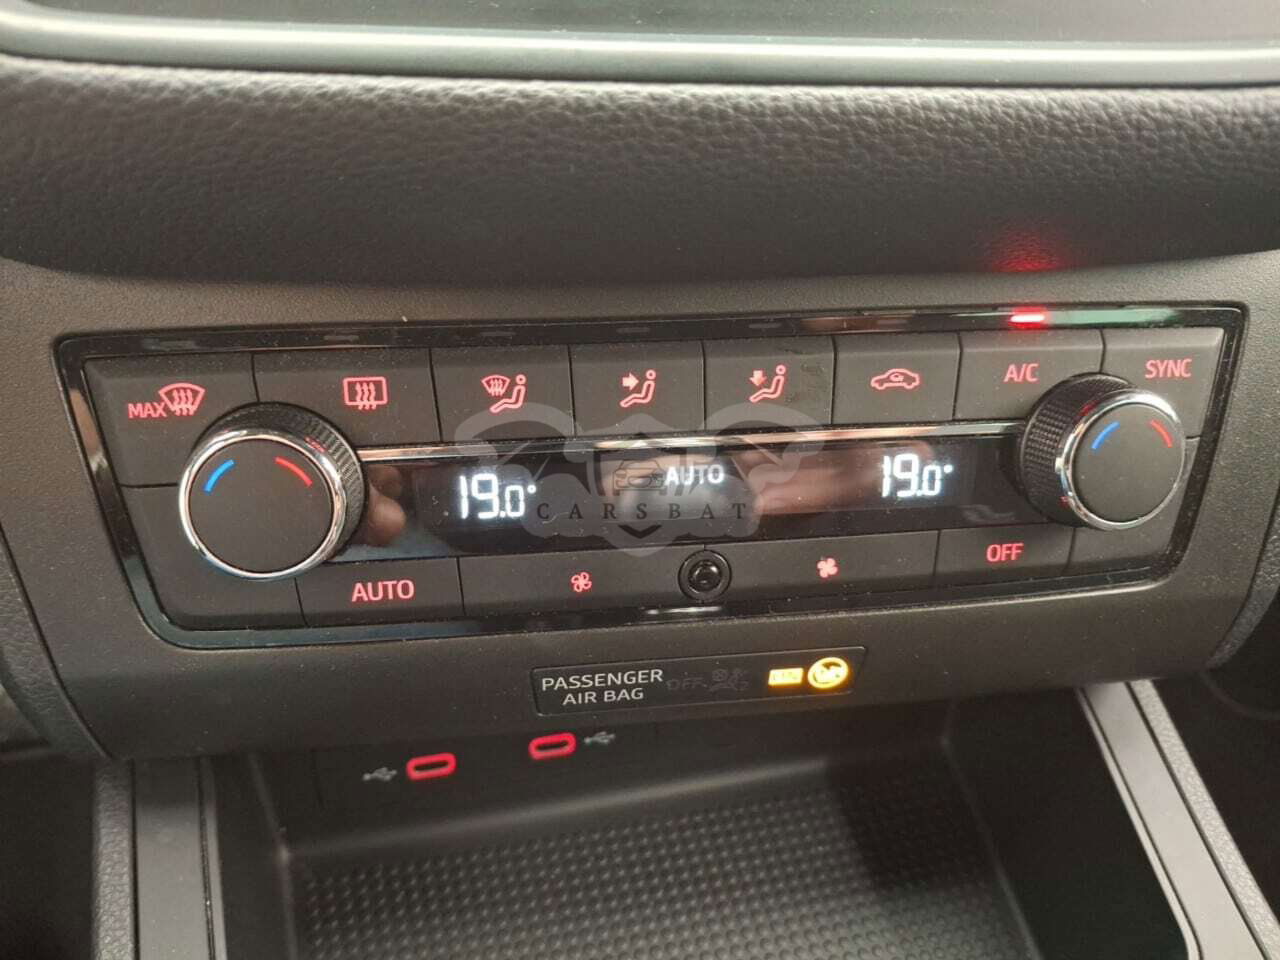 MAX
A/C
SYNC
19.0°
AUTO
19.0°
CARSBAT
AUTO
OFF
PASSENGER
AIR BAG
OFF